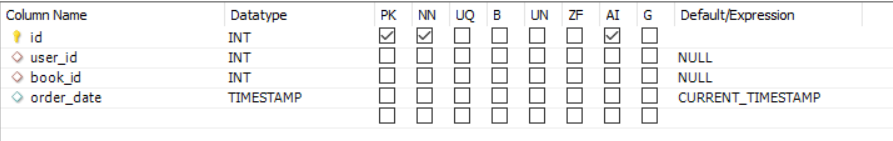 Column Name Datatype PK NN UQ B UN ZF AI G Default/Expression
id INT
user_id INT NULL
book_id INT NULL
order_date TIMESTAMP CURRENT_TIMESTAMP